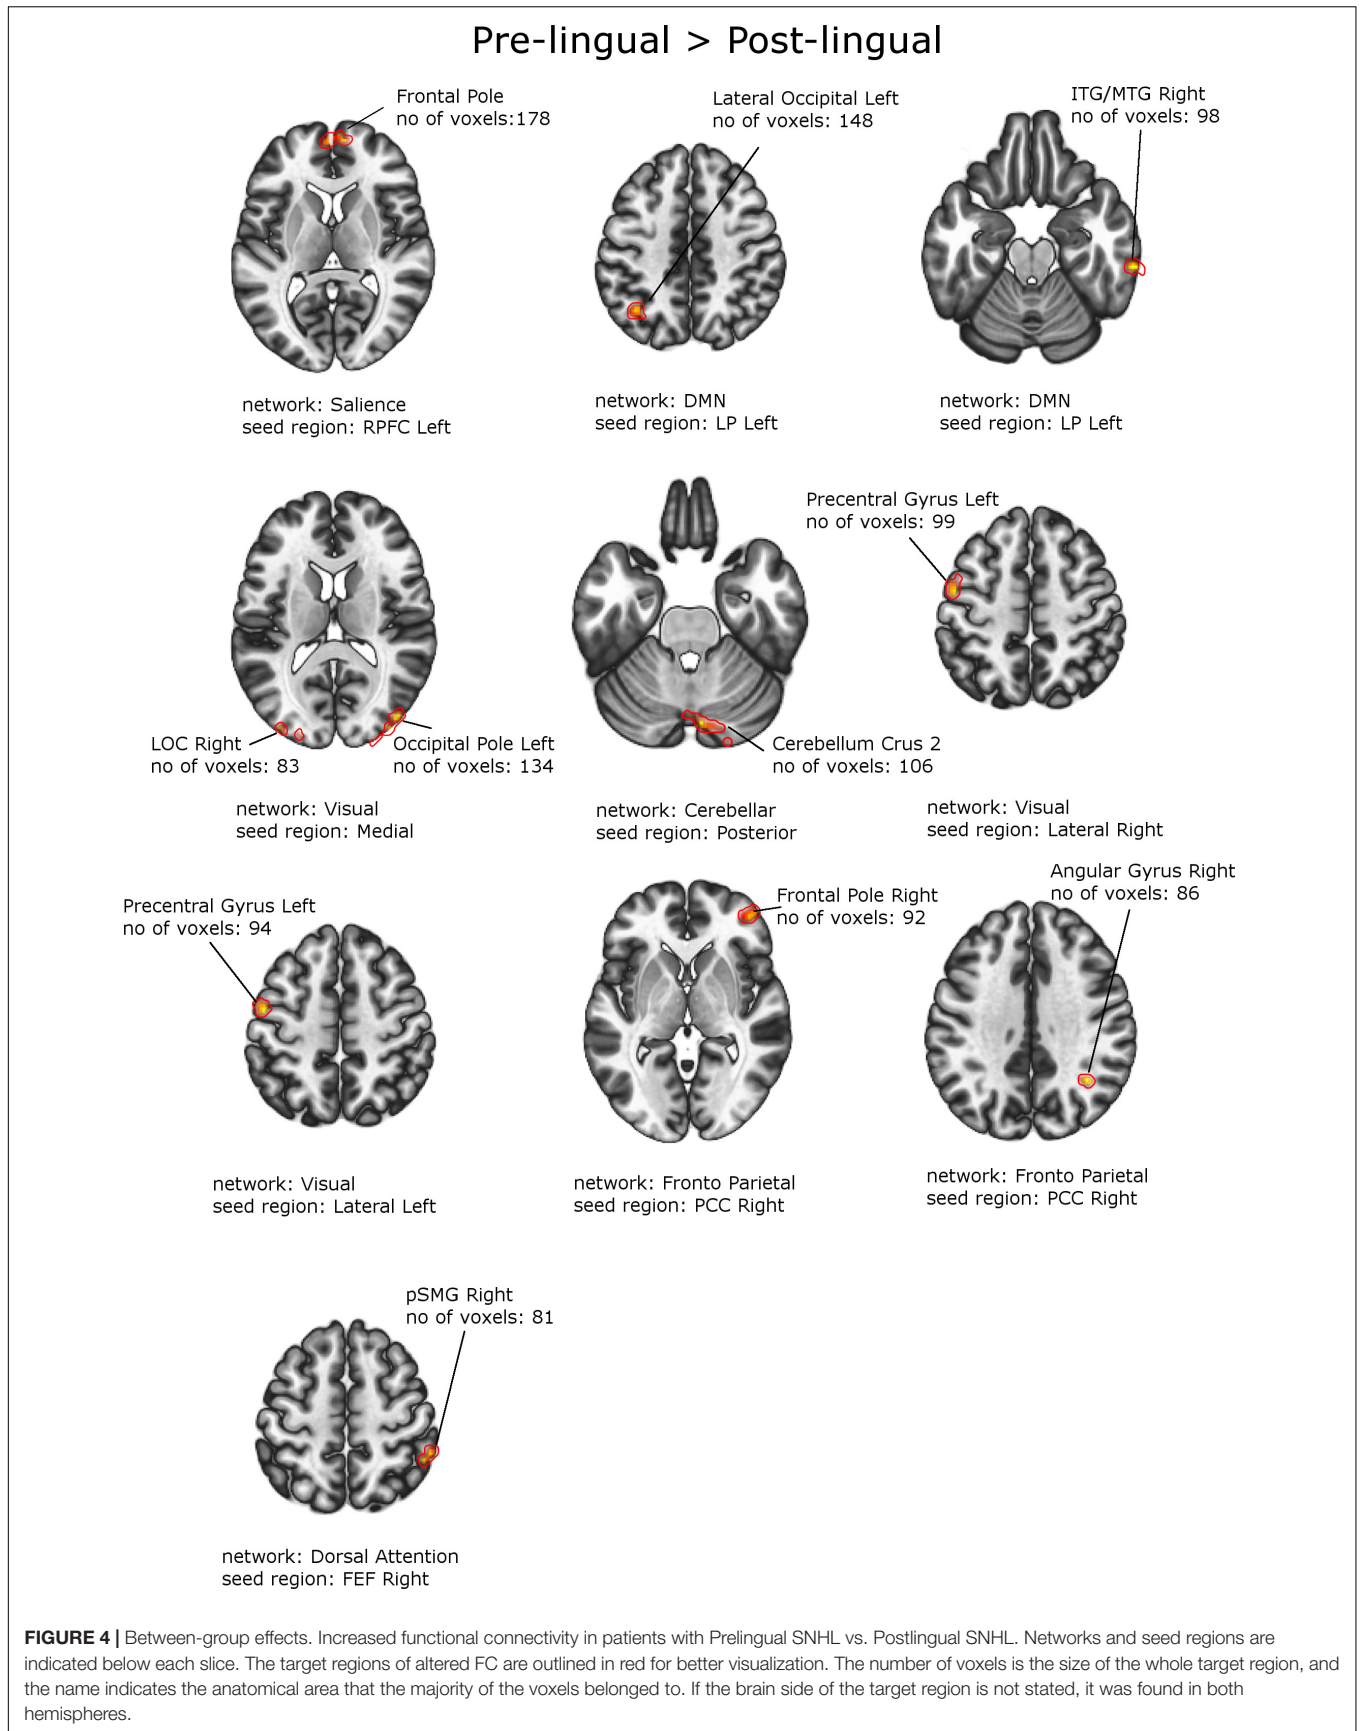 Pre-lingual > Post-lingual
Frontal Pole
no of voxels:178
network: Salience
seed region: RPFC Left
Lateral Occipital Left
no of voxels: 148
network: DMN
seed region: LP Left
ITG/MTG Right
no of voxels: 98
network: DMN
seed region: LP Left
LOC Right
no of voxels: 83
Occipital Pole Left
no of voxels: 134
network: Visual
seed region: Medial
Cerebellum Crus 2
no of voxels: 106
network: Cerebellar
seed region: Posterior
Precentral Gyrus Left
no of voxels: 99
network: Visual
seed region: Lateral Right
Precentral Gyrus Left
no of voxels: 94
network: Visual
seed region: Lateral Left
Frontal Pole Right
no of voxels: 92
network: Fronto Parietal
seed region: PCC Right
Angular Gyrus Right
no of voxels: 86
network: Fronto Parietal
seed region: PCC Right
pSMG Right
no of voxels: 81
network: Dorsal Attention
seed region: FEF Right
FIGURE 4 | Between-group effects. Increased functional connectivity in patients with Prelingual SNHL vs. Postlingual SNHL. Networks and seed regions are
indicated below each slice. The target regions of altered FC are outlined in red for better visualization. The number of voxels is the size of the whole target region, and
the name indicates the anatomical area that the majority of the voxels belonged to. If the brain side of the target region is not stated, it was found in both
hemispheres.